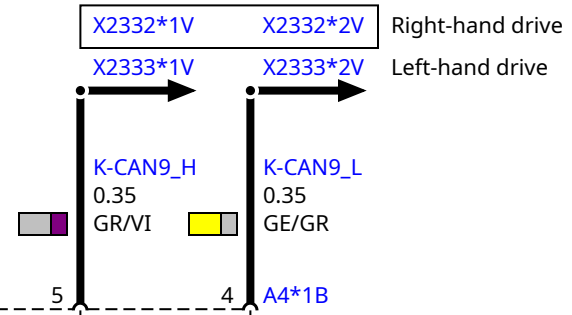 X2332*1V X2332*2V Right-hand drive
X2333*1V X2333*2V Left-hand drive
K-CAN9_H K-CAN9_L
0.35 0.35
GR/VI GE/GR
5 4 A4*1B